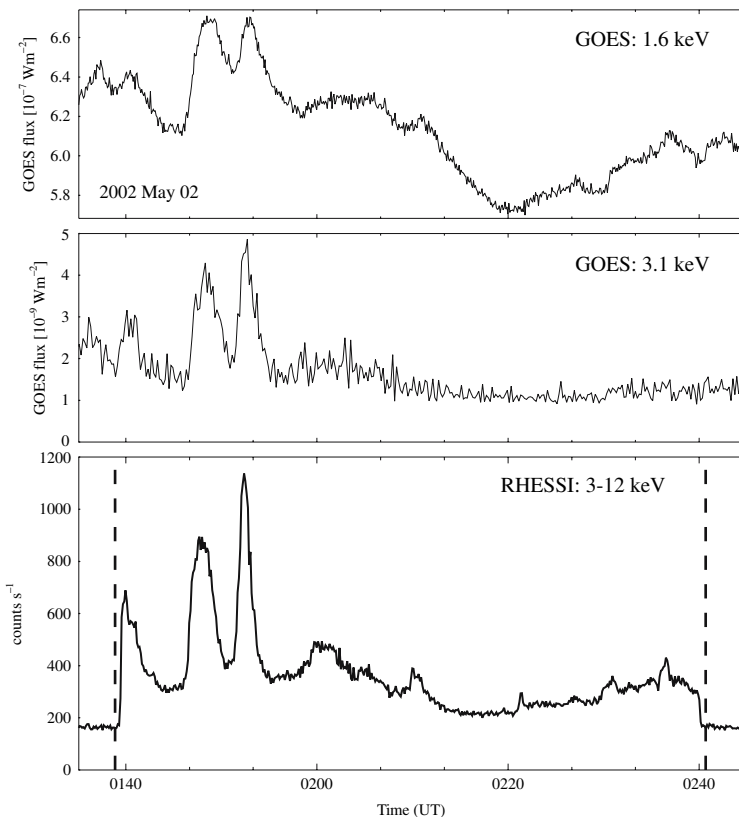 6.6
6.4
6.2
6.0
5.8
GOES flux [10⁻⁷ Wm⁻²]
GOES: 1.6 keV
2002 May 02
5
4
3
2
1
0
GOES flux [10⁻⁹ Wm⁻²]
GOES: 3.1 keV
1200
1000
800
600
400
200
0
counts s⁻¹
RHESSI: 3-12 keV
0140 0200 0220 0240
Time (UT)